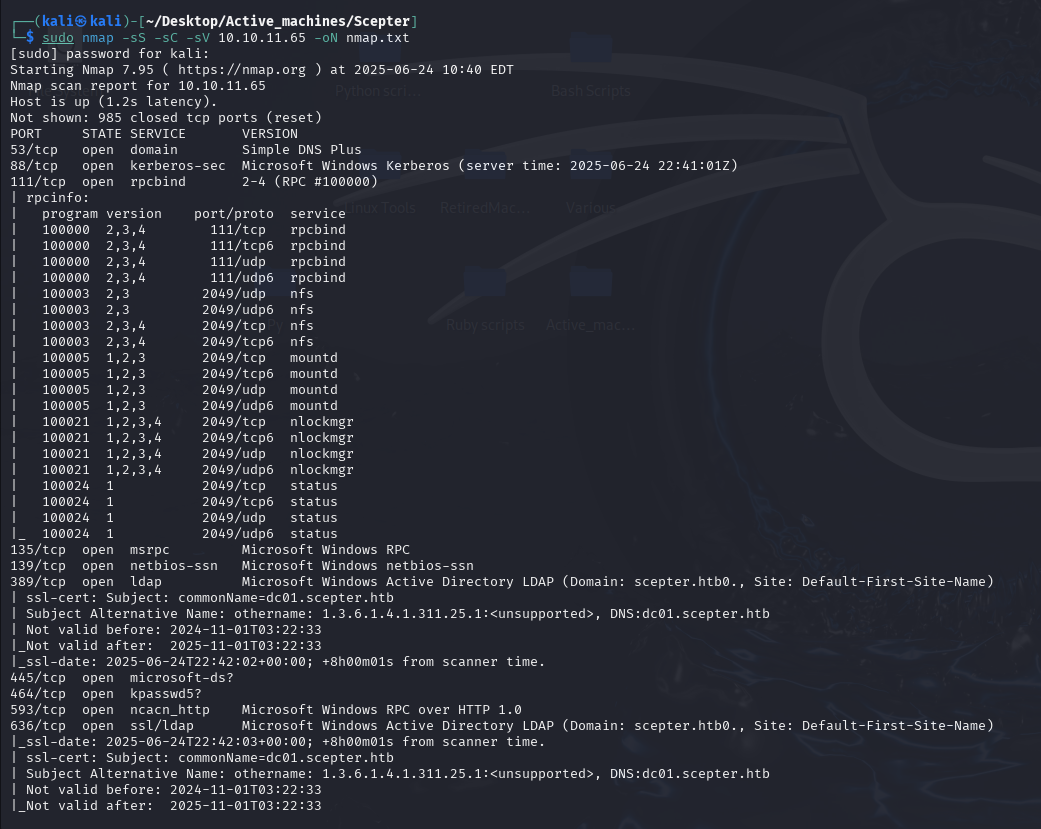 ┌──(kali㉿kali)-[~/Desktop/Active_machines/Scepter]
└─$ sudo nmap -sS -sC -sV 10.10.11.65 -oN nmap.txt
[sudo] password for kali:
Starting Nmap 7.95 ( https://nmap.org ) at 2025-06-24 10:40 EDT
Nmap scan report for 10.10.11.65
Host is up (1.2s latency).
Not shown: 985 closed tcp ports (reset)
PORT     STATE SERVICE       VERSION
53/tcp   open  domain        Simple DNS Plus
88/tcp   open  kerberos-sec  Microsoft Windows Kerberos (server time: 2025-06-24 22:41:01Z)
111/tcp  open  rpcbind       2-4 (RPC #100000)
| rpcinfo:
|   program version    port/proto  service
|   100000  2,3,4        111/tcp   rpcbind
|   100000  2,3,4        111/tcp6  rpcbind
|   100000  2,3,4        111/udp   rpcbind
|   100000  2,3,4        111/udp6  rpcbind
|   100003  2,3         2049/udp   nfs
|   100003  2,3         2049/udp6  nfs
|   100003  2,3,4       2049/tcp   nfs
|   100003  2,3,4       2049/tcp6  nfs
|   100005  1,2,3       2049/tcp   mountd
|   100005  1,2,3       2049/tcp6  mountd
|   100005  1,2,3       2049/udp   mountd
|   100005  1,2,3       2049/udp6  mountd
|   100021  1,2,3,4     2049/tcp   nlockmgr
|   100021  1,2,3,4     2049/tcp6  nlockmgr
|   100021  1,2,3,4     2049/udp   nlockmgr
|   100021  1,2,3,4     2049/udp6  nlockmgr
|   100024  1           2049/tcp   status
|   100024  1           2049/tcp6  status
|   100024  1           2049/udp   status
|_  100024  1           2049/udp6  status
135/tcp  open  msrpc         Microsoft Windows RPC
139/tcp  open  netbios-ssn   Microsoft Windows netbios-ssn
389/tcp  open  ldap          Microsoft Windows Active Directory LDAP (Domain: scepter.htb0., Site: Default-First-Site-Name)
| ssl-cert: Subject: commonName=dc01.scepter.htb
| Subject Alternative Name: othername: 1.3.6.1.4.1.311.25.1:<unsupported>, DNS:dc01.scepter.htb
| Not valid before: 2024-11-01T03:22:33
|_Not valid after:  2025-11-01T03:22:33
|_ssl-date: 2025-06-24T22:42:02+00:00; +8h00m01s from scanner time.
445/tcp  open  microsoft-ds?
464/tcp  open  kpasswd5?
593/tcp  open  ncacn_http    Microsoft Windows RPC over HTTP 1.0
636/tcp  open  ssl/ldap      Microsoft Windows Active Directory LDAP (Domain: scepter.htb0., Site: Default-First-Site-Name)
|_ssl-date: 2025-06-24T22:42:03+00:00; +8h00m01s from scanner time.
| ssl-cert: Subject: commonName=dc01.scepter.htb
| Subject Alternative Name: othername: 1.3.6.1.4.1.311.25.1:<unsupported>, DNS:dc01.scepter.htb
| Not valid before: 2024-11-01T03:22:33
|_Not valid after:  2025-11-01T03:22:33
Python scri...
Bash Scripts
Linux Tools
RetiredMac...
Various
Ruby scripts
Active_mac...